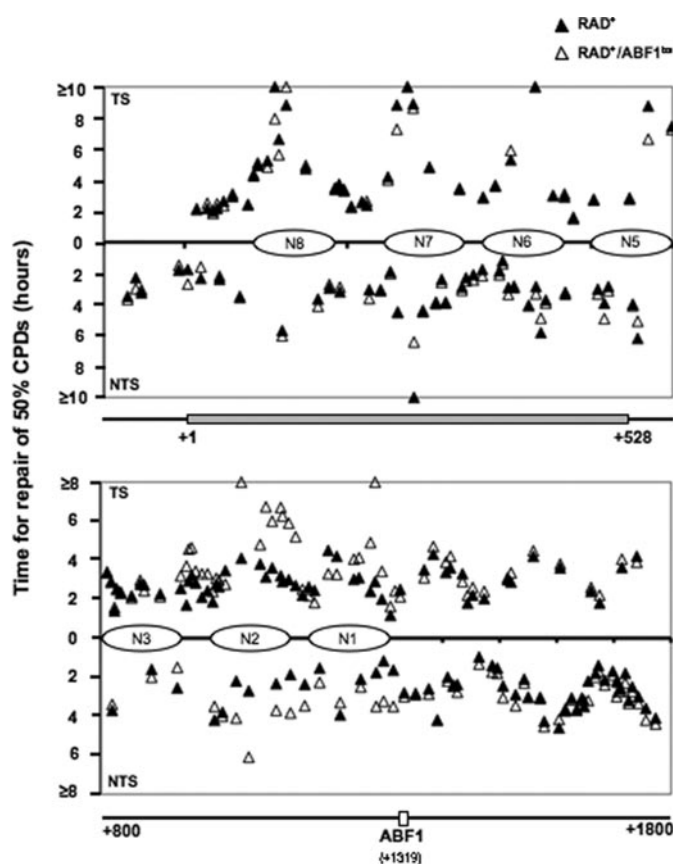 ▲ RAD⁺
△ RAD⁺/ABF1ᵗˢ
Time for repair of 50% CPDs (hours)
≥10
TS
8
6
4
2
0
N8 N7 N6 N5
2
4
6
8
NTS
≥10
+1 +528
≥8
TS
6
4
2
0
N3 N2 N1
2
4
6
NTS
≥8
+800 ABF1 +1800
(+1319)